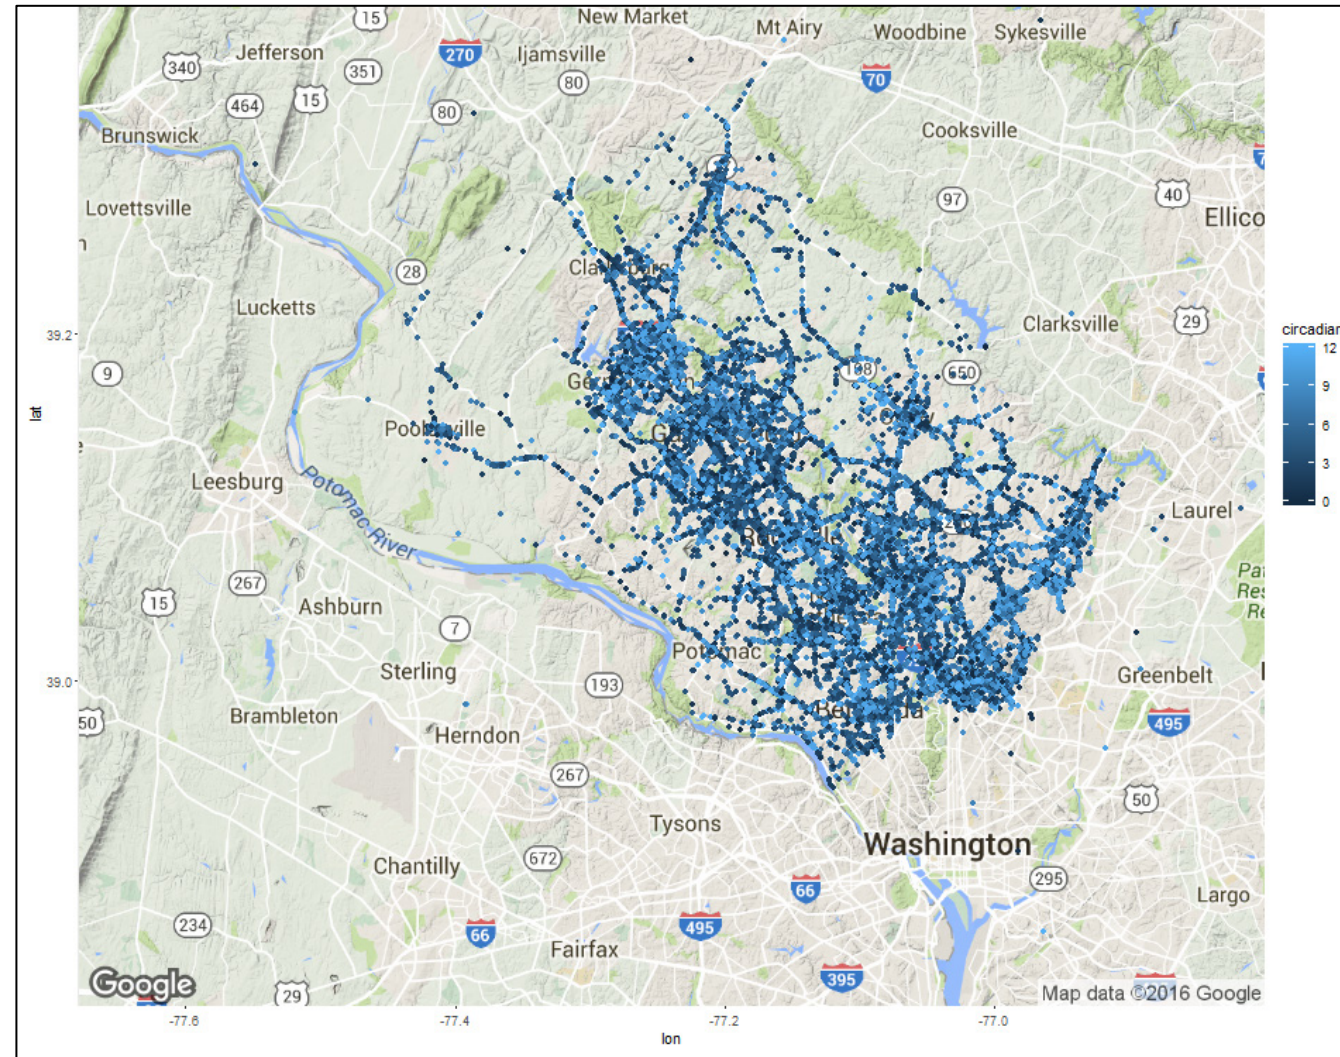 New Market
Mt Airy
Woodbine
Sykesville
15
Jefferson
270
Ijamsville
340
351
70
80
464
15
80
Brunswick
Cooksville
40
97
Lovettsville
Ellico
28
Lucketts
Clarksville
29
39.2
circadian
12
9
6
3
0
9
108
650
lat
Poolesville
Leesburg
Laurel
Potomac River
267
15
Ashburn
7
Potomac
Sterling
Greenbelt
193
39.0
50
Brambleton
Bethesda
495
Herndon
267
50
Tysons
Washington
Chantilly
672
295
66
Largo
234
66
495
Fairfax
395
Google
29
Map data ©2016 Google
-77.6
-77.4
-77.2
-77.0
lon